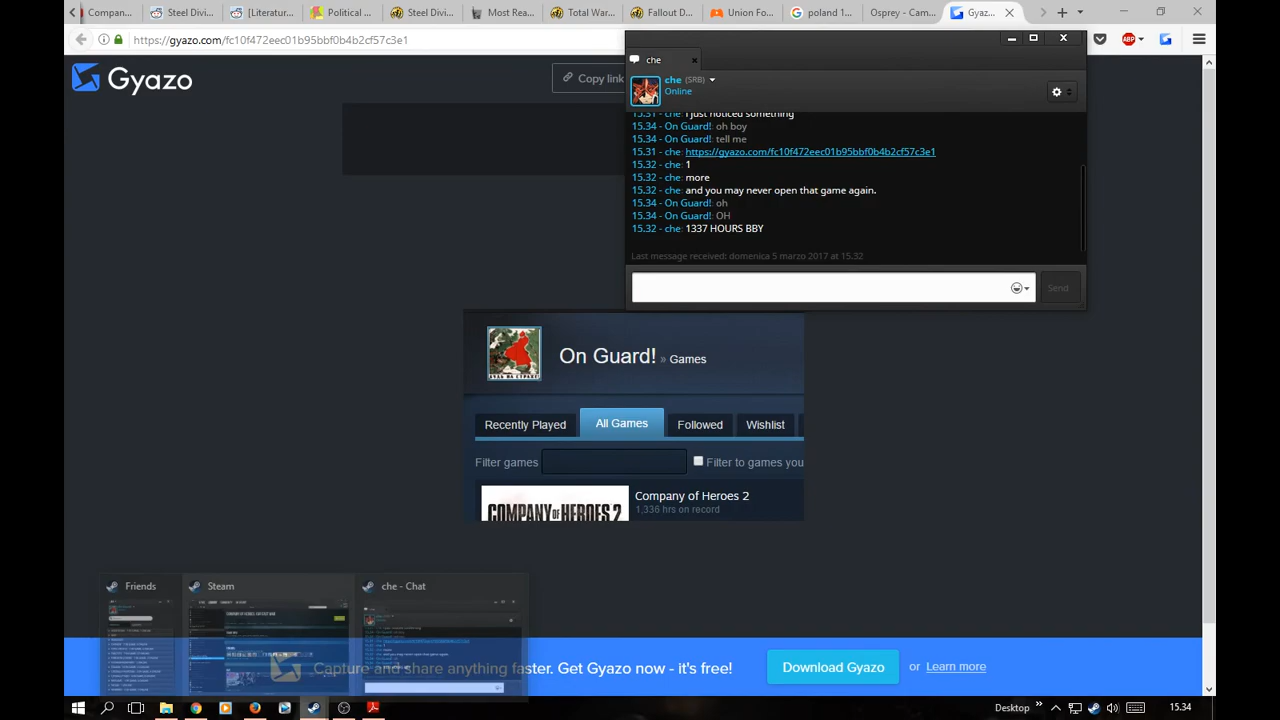 Compan...
Steel Divi...
[Literatur...
Political ...
Steel Divi...
Most Rea...
Total War...
Fallout D...
Union Fo...
poland 1...
Osprey - Cam...
Gyaz...
https://gyazo.com/fc10f472eec01b95bbf0b4b2cf57c3e1
ABP
Gyazo
Copy link
che
che (SRB)
Online
15.31 - che: I just noticed something
15.34 - On Guard!: oh boy
15.34 - On Guard!: tell me
15.31 - che: https://gyazo.com/fc10f472eec01b95bbf0b4b2cf57c3e1
15.32 - che: 1
15.32 - che: more
15.32 - che: and you may never open that game again.
15.34 - On Guard!: oh
15.34 - On Guard!: OH
15.32 - che: 1337 HOURS BBY
Last message received: domenica 5 marzo 2017 at 15.32
Send
On Guard! » Games
Recently Played
All Games
Followed
Wishlist
Filter games
Filter to games you
COMPANY OF HEROES 2
Company of Heroes 2
1,336 hrs on record
Friends
Steam
che - Chat
Capture and share anything faster. Get Gyazo now - it's free!
Download Gyazo
or Learn more.
Desktop
15.34